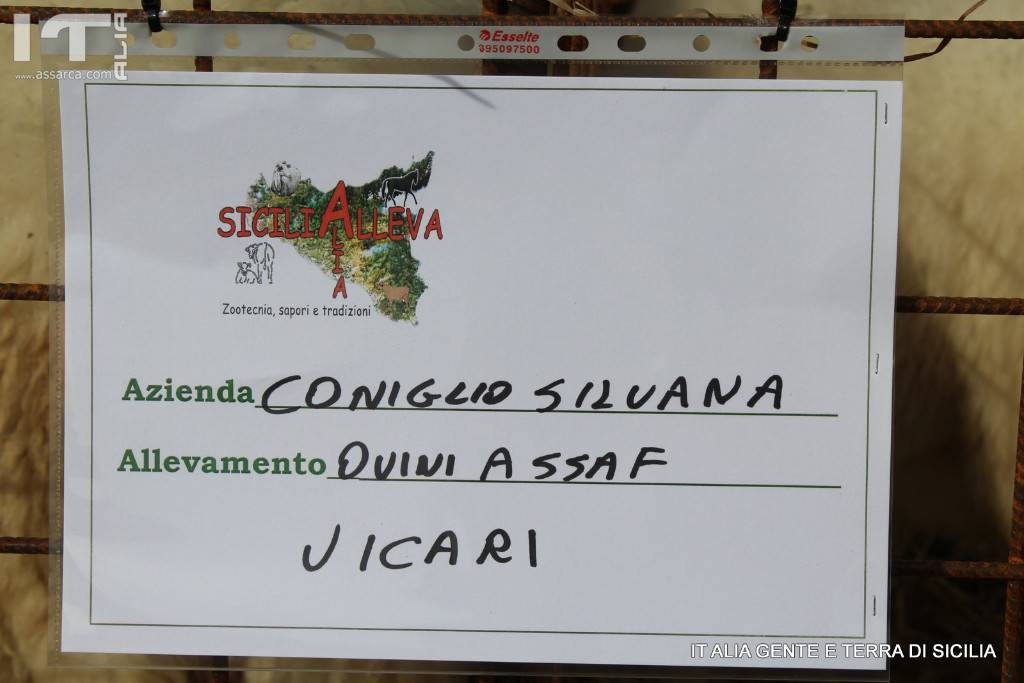 IT ALIA
www.assarca.com
Esselte
395097500
SICILIALLEVA
ALIA
Zootecnia, sapori e tradizioni
Azienda CONIGLIO SILVANA
Allevamento OVINI ASSAF
VICARI
IT ALIA GENTE E TERRA DI SICILIA